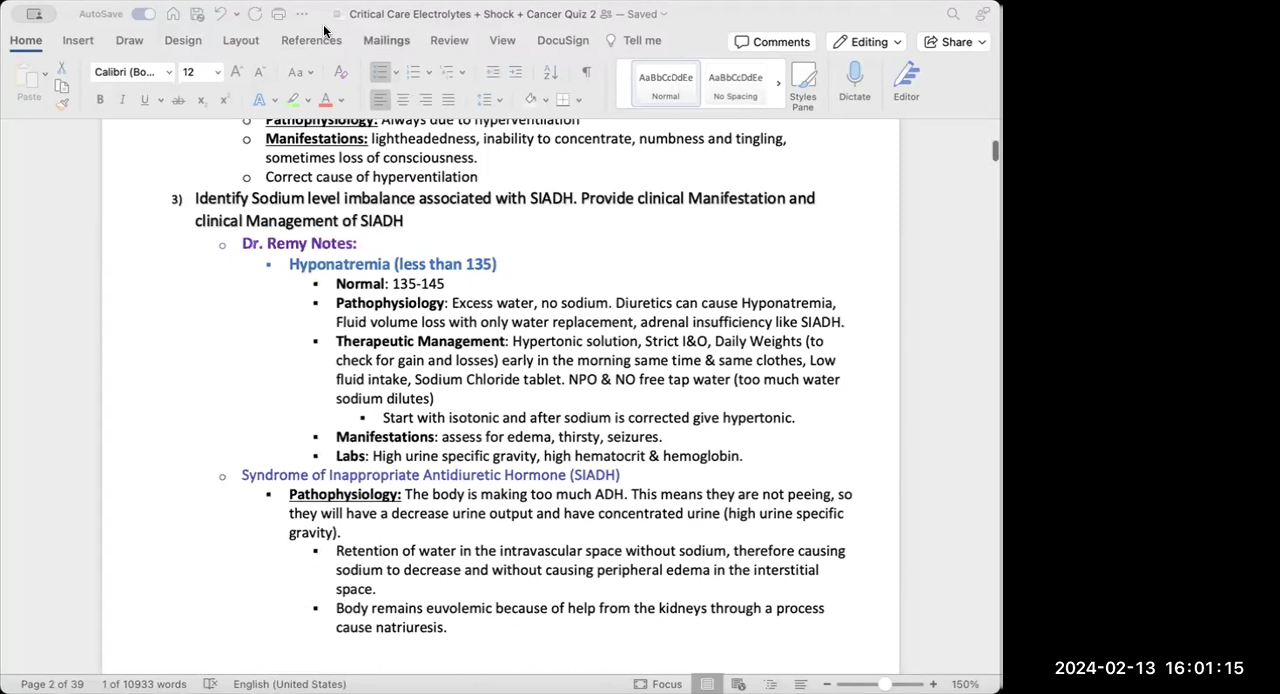 AutoSave
Critical Care Electrolytes + Shock + Cancer Quiz 2 — Saved
Home Insert Draw Design Layout References Mailings Review View DocuSign Tell me Comments Editing Share
Calibri (Bo... 12
Paste
AaBbCcDdEe AaBbCcDdEe
Normal No Spacing
Styles Pane
Dictate
Editor
Pathophysiology: Always due to hyperventilation
Manifestations: lightheadedness, inability to concentrate, numbness and tingling,
sometimes loss of consciousness.
Correct cause of hyperventilation
3) Identify Sodium level imbalance associated with SIADH. Provide clinical Manifestation and
clinical Management of SIADH
Dr. Remy Notes:
Hyponatremia (less than 135)
Normal: 135-145
Pathophysiology: Excess water, no sodium. Diuretics can cause Hyponatremia,
Fluid volume loss with only water replacement, adrenal insufficiency like SIADH.
Therapeutic Management: Hypertonic solution, Strict I&O, Daily Weights (to
check for gain and losses) early in the morning same time & same clothes, Low
fluid intake, Sodium Chloride tablet. NPO & NO free tap water (too much water
sodium dilutes)
Start with isotonic and after sodium is corrected give hypertonic.
Manifestations: assess for edema, thirsty, seizures.
Labs: High urine specific gravity, high hematocrit & hemoglobin.
Syndrome of Inappropriate Antidiuretic Hormone (SIADH)
Pathophysiology: The body is making too much ADH. This means they are not peeing, so
they will have a decrease urine output and have concentrated urine (high urine specific
gravity).
Retention of water in the intravascular space without sodium, therefore causing
sodium to decrease and without causing peripheral edema in the interstitial
space.
Body remains euvolemic because of help from the kidneys through a process
cause natriuresis.
Page 2 of 39 1 of 10933 words English (United States) Focus 150%
2024-02-13 16:01:15